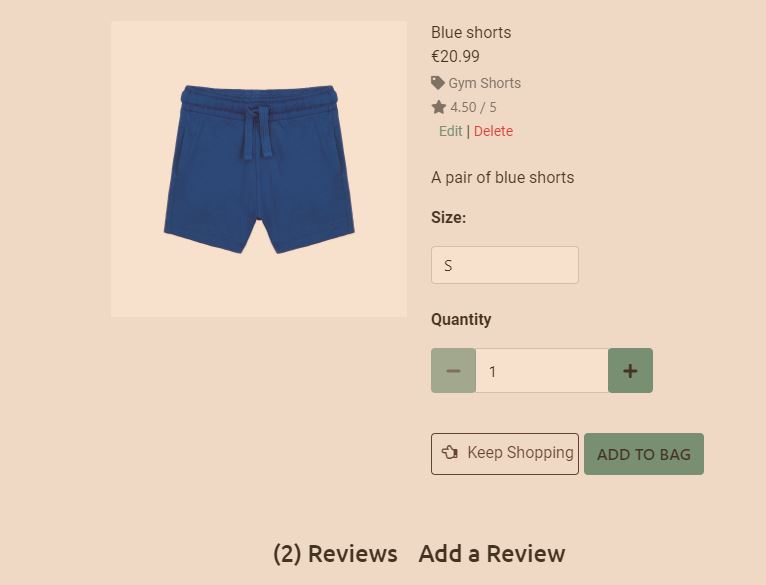 Blue shorts
€20.99
Gym Shorts
4.50 / 5
Edit | Delete
A pair of blue shorts
Size:
S
Quantity
1
Keep Shopping ADD TO BAG
(2) Reviews Add a Review